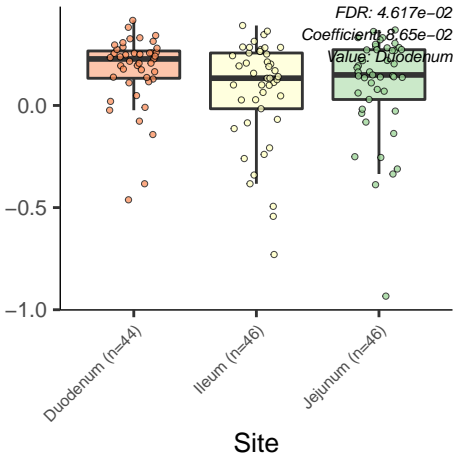 FDR: 4.617e−02
Coefficient: 8.65e−02
Value: Duodenum
0.0
−0.5
−1.0
Duodenum (n=44)
Ileum (n=46)
Jejunum (n=46)
Site